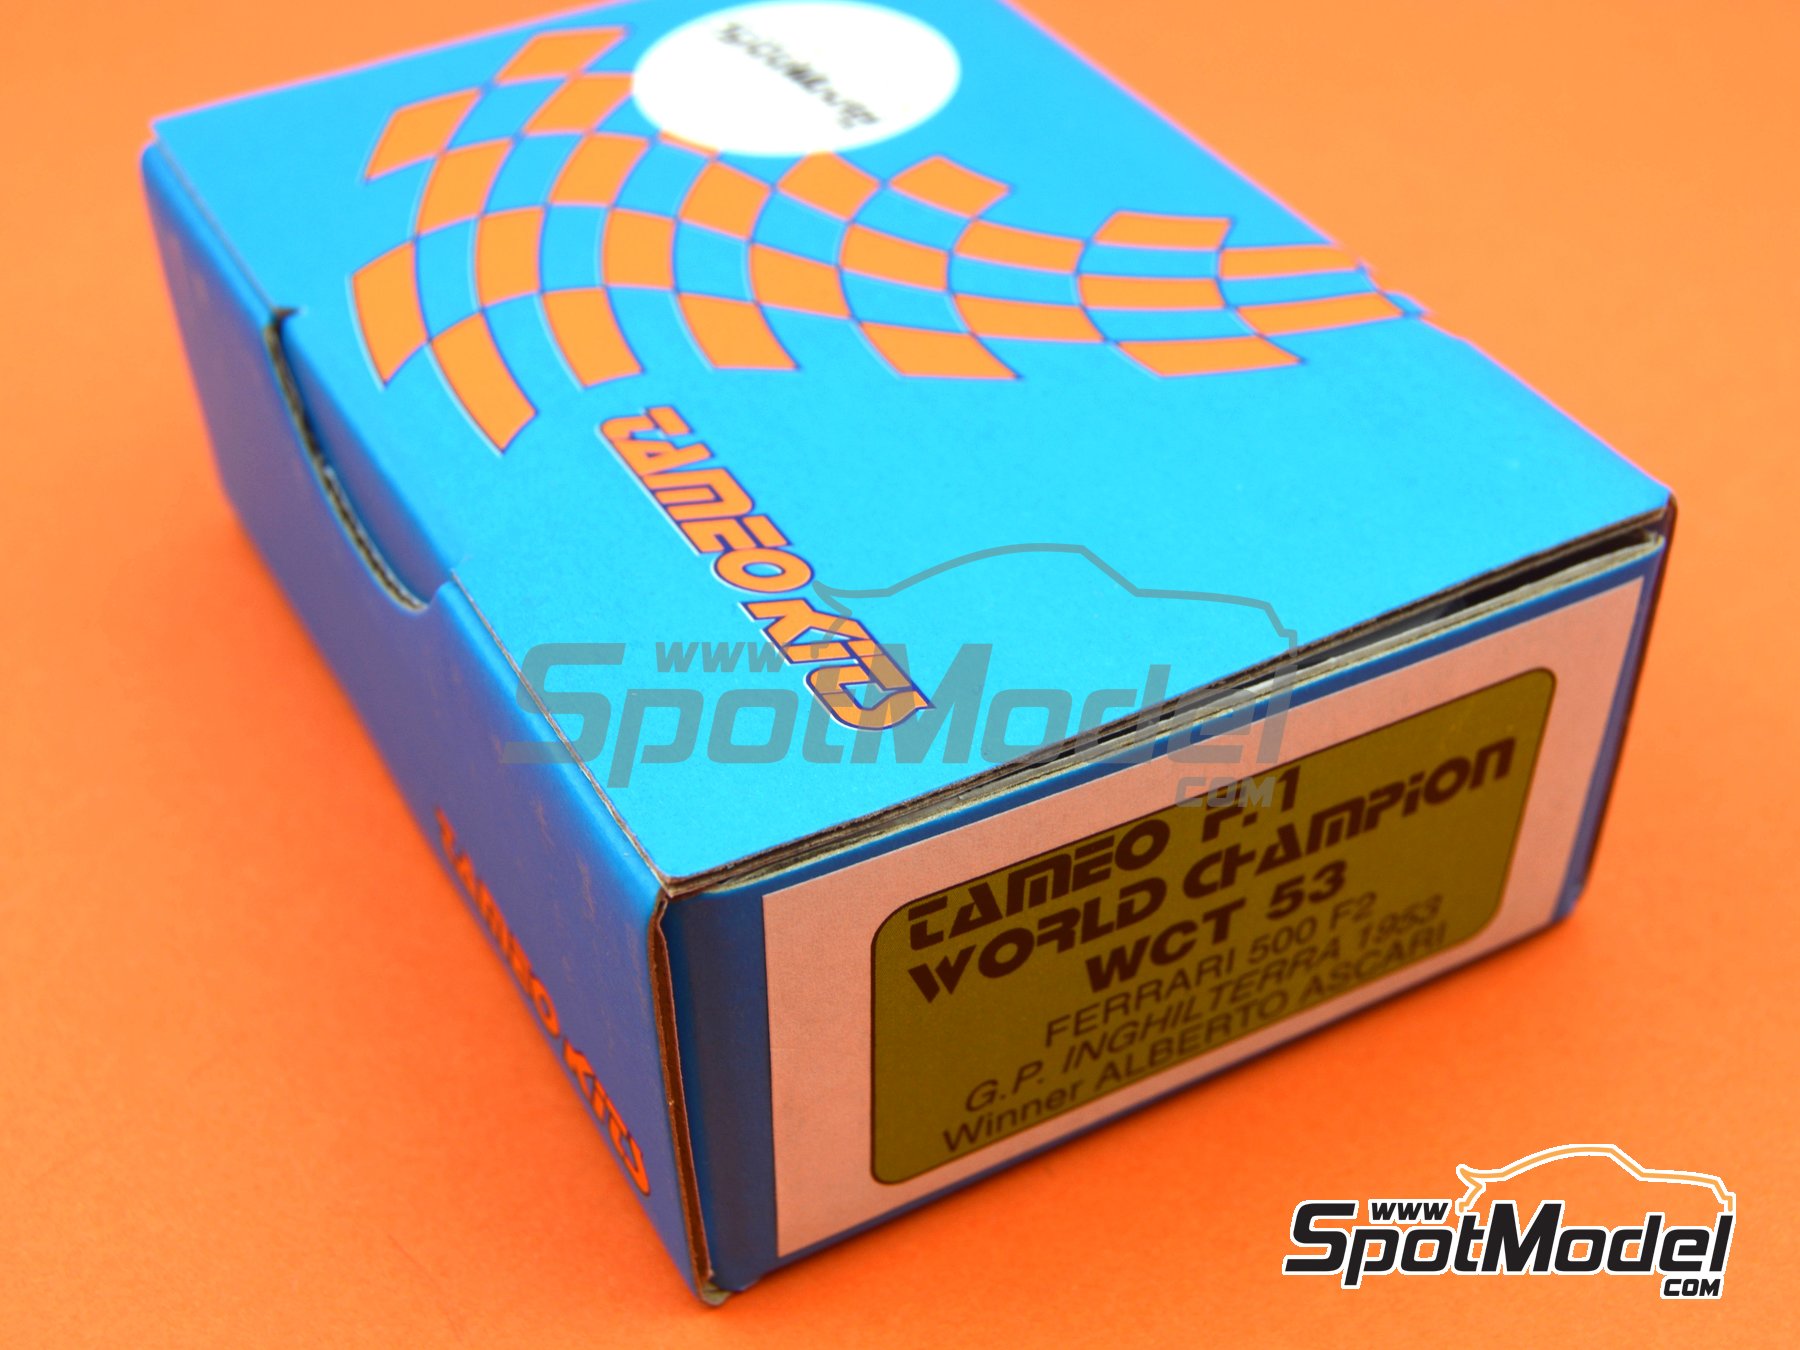 SpotModel
TAMEO KITS
www
SpotModel
.COM
TAMEO KITS
TAMEO F.1
WORLD CHAMPION
WCT 53
FERRARI 500 F2
G.P. INGHILTERRA 1953
Winner ALBERTO ASCARI
www
SpotModel
.COM